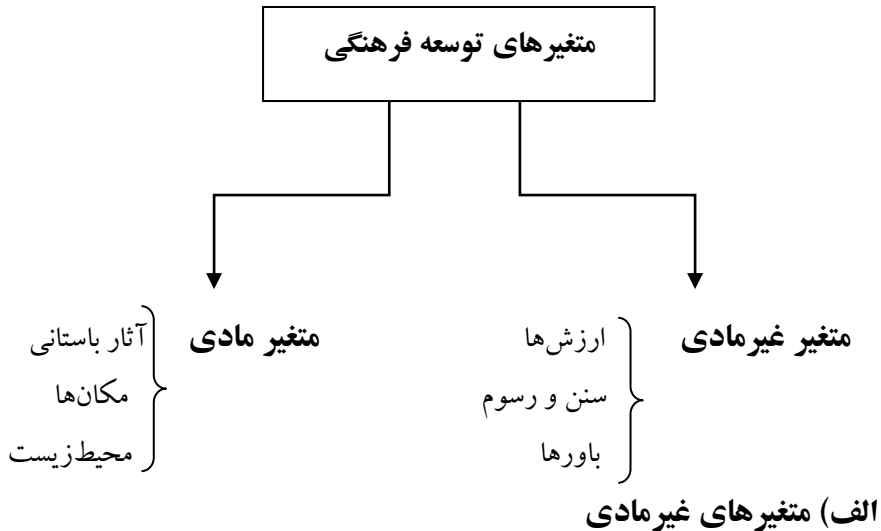 متغیرهای توسعه فرهنگی
متغیر غیرمادی
ارزش‌ها
سنن و رسوم
باورها
متغیر مادی
آثار باستانی
مکان‌ها
محیط‌زیست
الف) متغیرهای غیرمادی